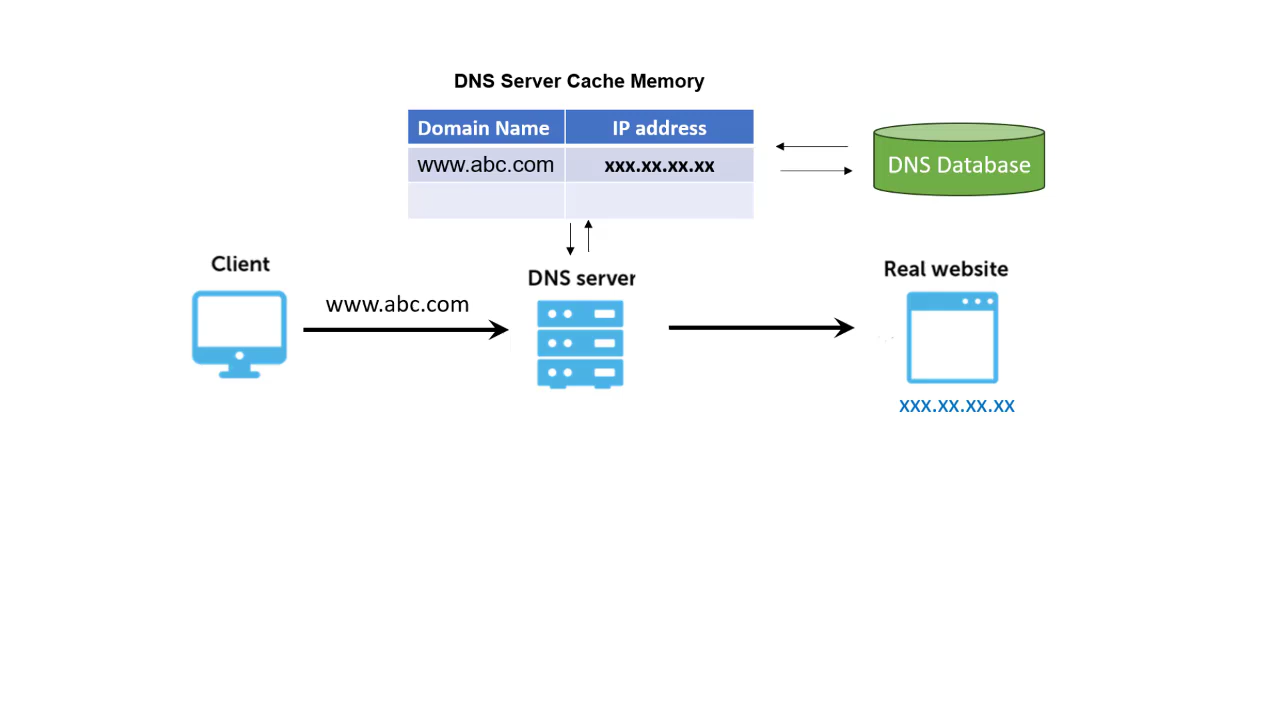 DNS Server Cache Memory
Domain Name IP address
www.abc.com xxx.xx.xx.xx
DNS Database
Client
www.abc.com
DNS server
Real website
XXX.XX.XX.XX